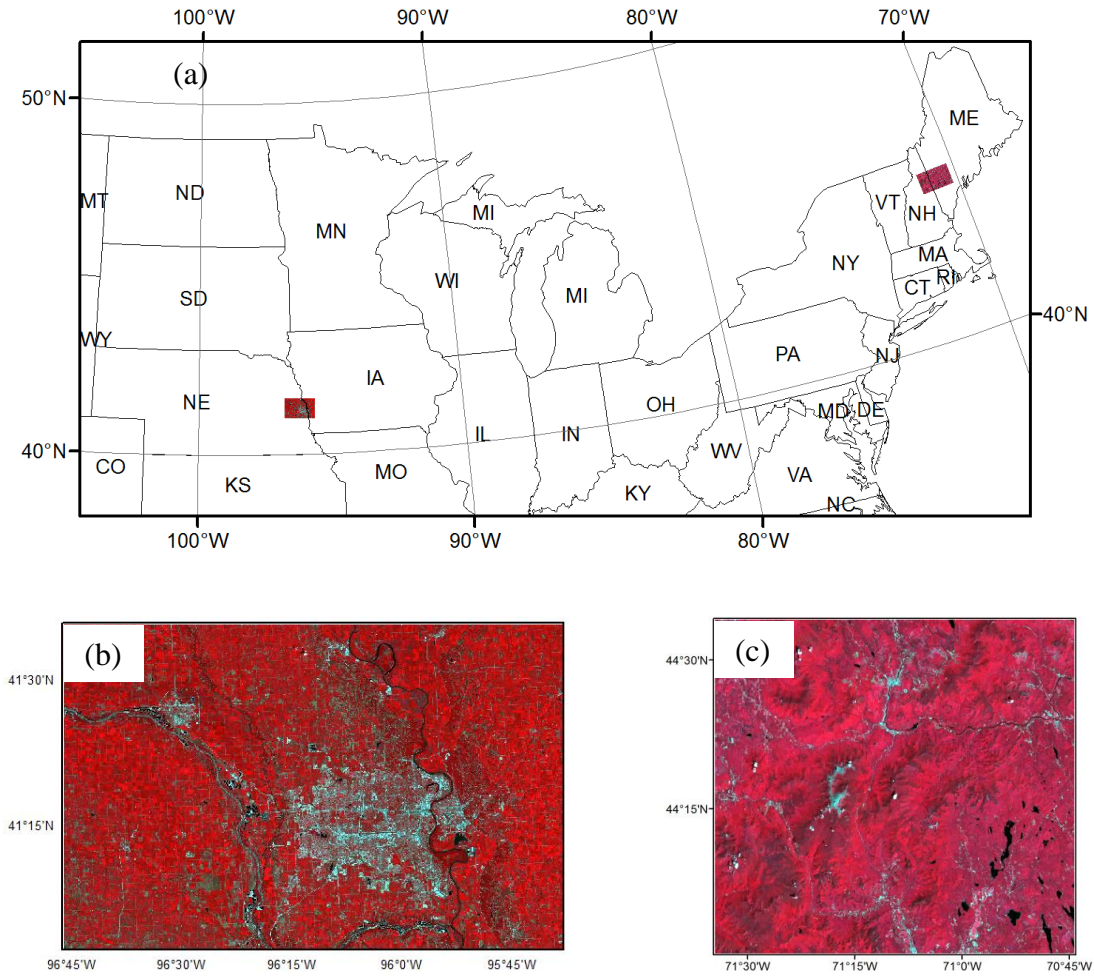 100°W 90°W 80°W 70°W
(a)
50°N
ME
MT ND
VT
MI
NH
MN
MA
NY
WI
RI
CT
SD MI
40°N
WY
PA NJ
IA
NE
OH
MD DE
IL IN
40°N
WV
CO
MO
VA
KS
KY
NC
100°W 90°W 80°W
(b)
41°30'N
41°15'N
96°45'W 96°30'W 96°15'W 96°0'W 95°45'W
(c)
44°30'N
44°15'N
71°30'W 71°15'W 71°0'W 70°45'W